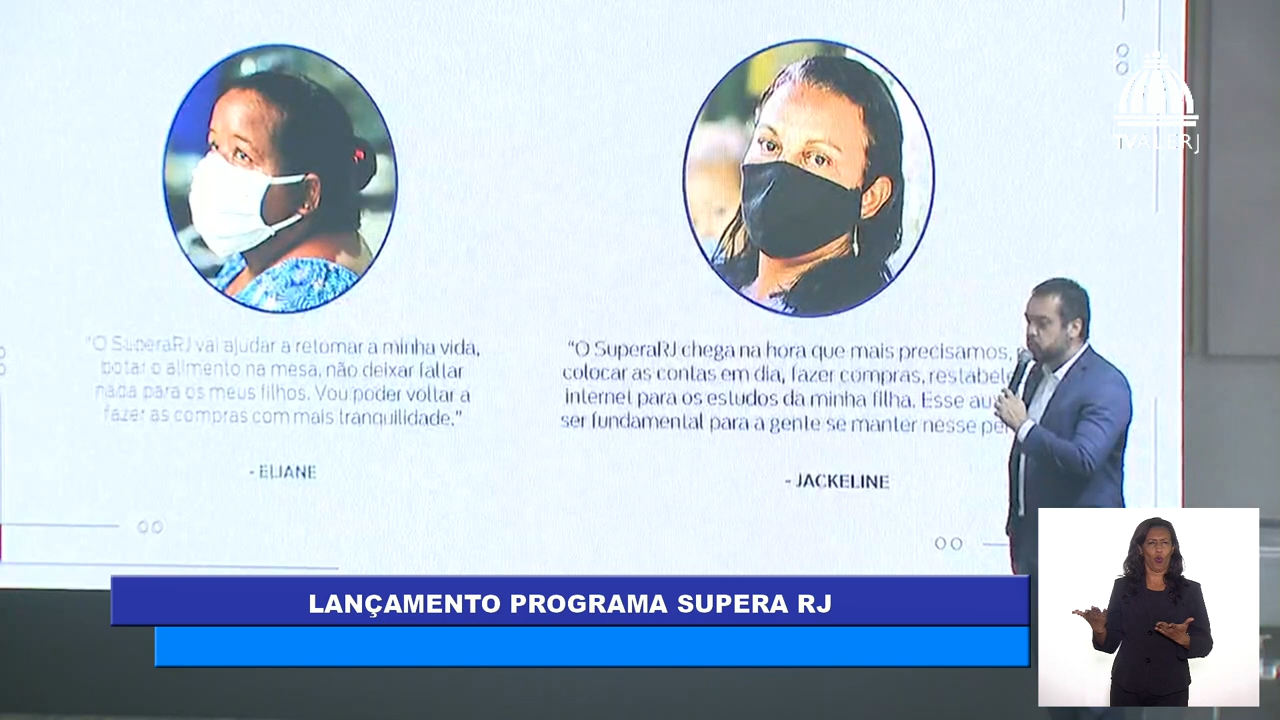 TVALERJ
"O SuperaRJ vai ajudar a retomar a minha vida,
botar o alimento na mesa, não deixar faltar
nada para os meus filhos. Vou poder voltar a
fazer as compras com mais tranquilidade."
- ELIANE
"O SuperaRJ chega na hora que mais precisamos,
colocar as contas em dia, fazer compras,
internet para os estudos da minha filha. Esse
ser fundamental para a gente se manter nesse
- JACKELINE
LANÇAMENTO PROGRAMA SUPERA RJ